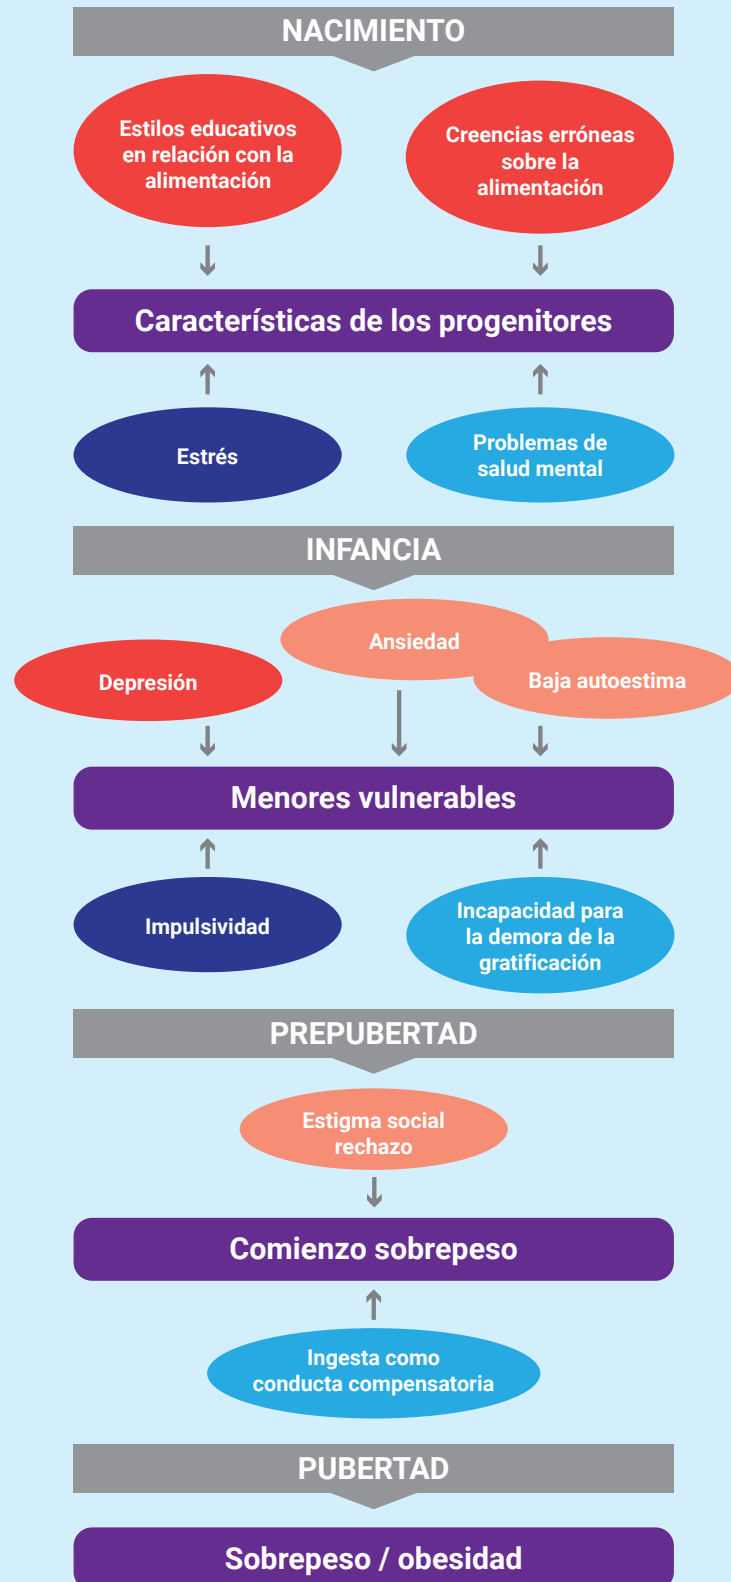 NACIMIENTO
Estilos educativos
en relación con la
alimentación
Creencias erróneas
sobre la
alimentación
Características de los progenitores
Estrés
Problemas de
salud mental
INFANCIA
Ansiedad
Depresión
Baja autoestima
Menores vulnerables
Impulsividad
Incapacidad para
la demora de la
gratificación
PREPUBERTAD
Estigma social
rechazo
Comienzo sobrepeso
Ingesta como
conducta compensatoria
PUBERTAD
Sobrepeso / obesidad